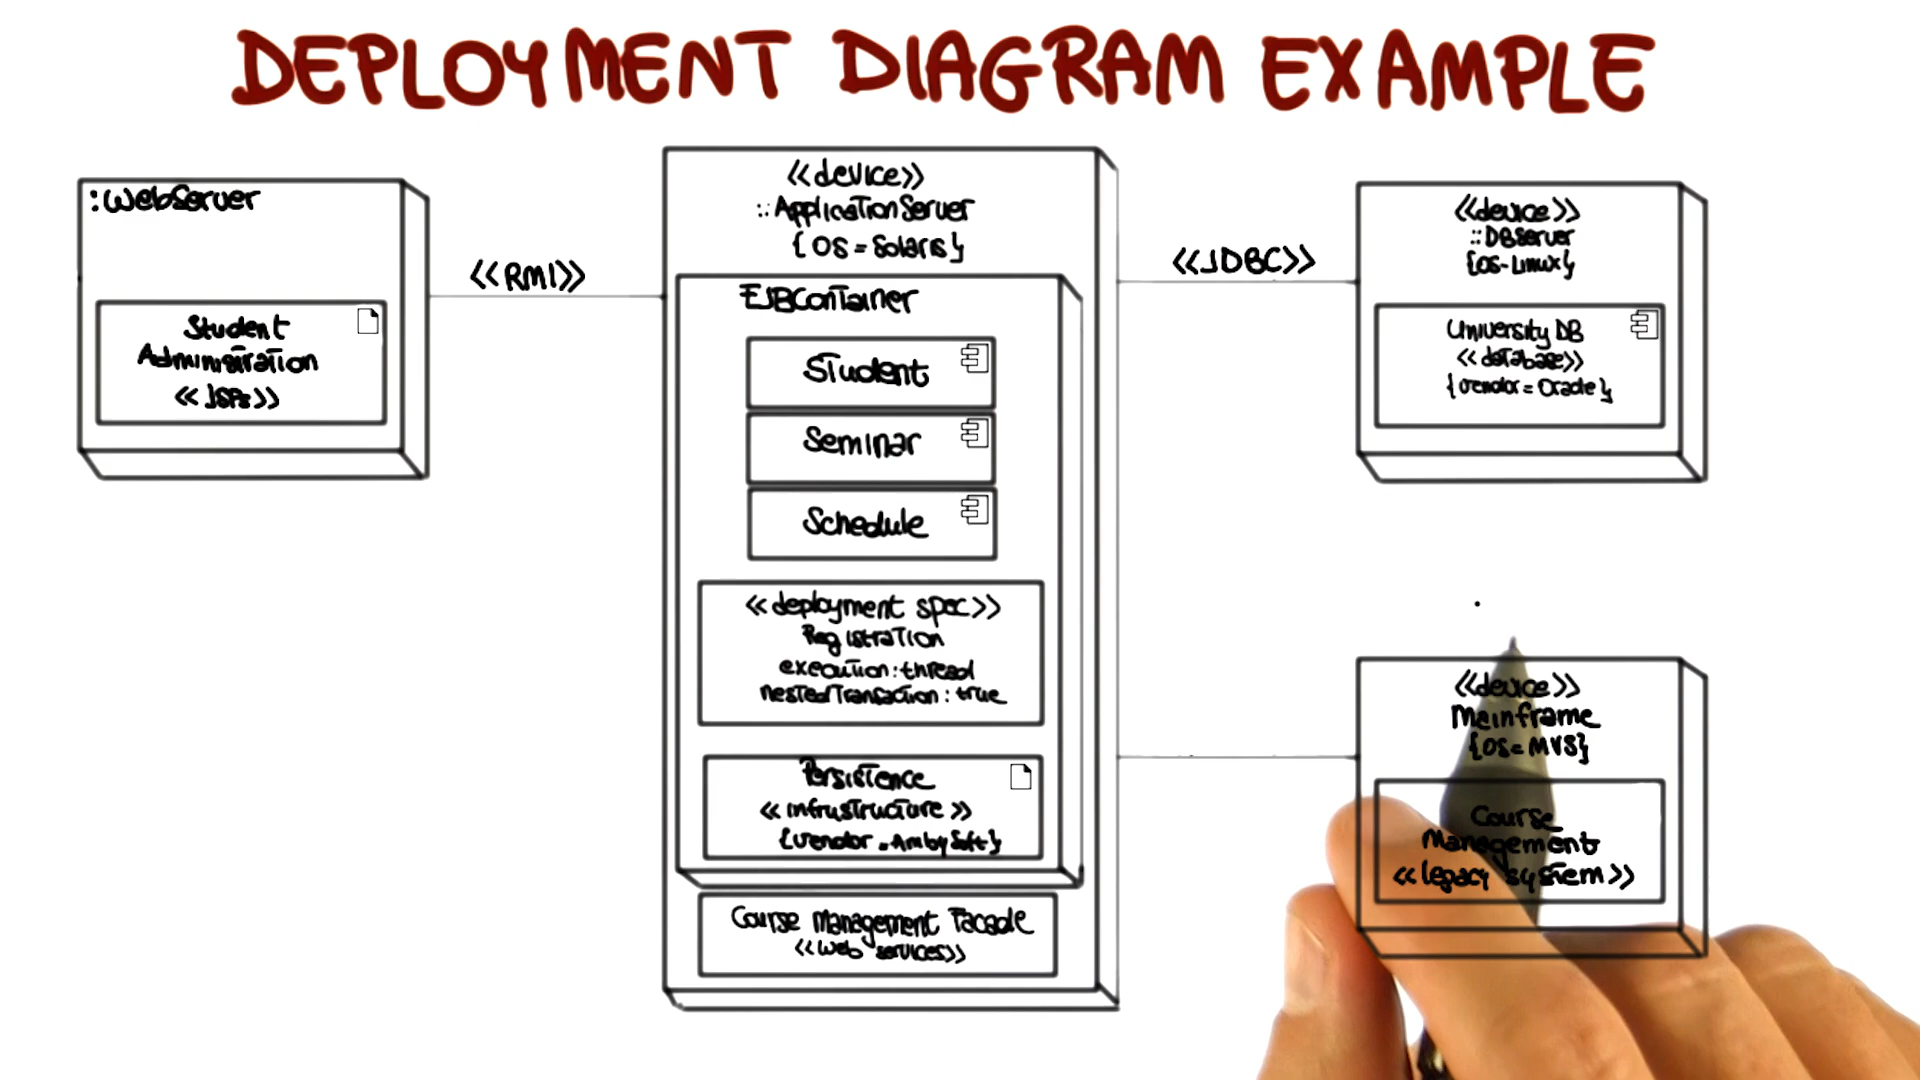 DEPLOYMENT DIAGRAM EXAMPLE
:WebServer
Student
Administration
<<JSPs>>
<<RMI>>
<<device>>
::ApplicationServer
{OS=Solaris}
EJBContainer
Student
Seminar
Schedule
<<deployment spec>>
Registration
execution:thread
nestedTransaction:true
Persistence
<<infrastructure>>
{vendor=AmbySoft}
Course Management Facade
<<web services>>
<<JDBC>>
<<device>>
::DBServer
{OS-Linux}
University DB
<<database>>
{vendor=Oracle}
<<device>>
Mainframe
{OS=MVS}
Course
Management
<<legacy system>>